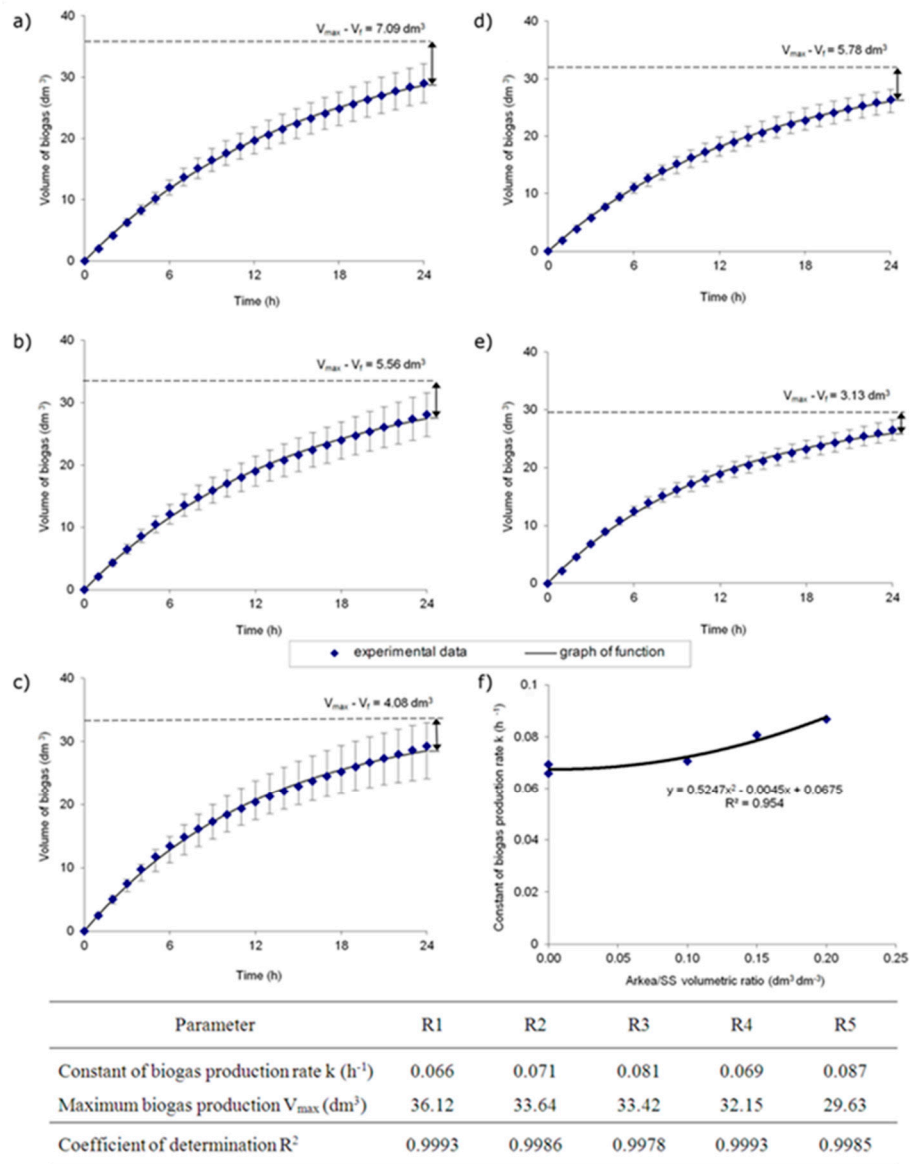 a)
Vmax - Vf = 7.09 dm³
Volume of biogas (dm³)
40
30
20
10
0
0 6 12 18 24
Time (h)
d)
Vmax - Vf = 5.78 dm³
Volume of biogas (dm³)
40
30
20
10
0
0 6 12 18 24
Time (h)
b)
Vmax - Vf = 5.56 dm³
Volume of biogas (dm³)
40
30
20
10
0
0 6 12 18 24
Time (h)
e)
Vmax - Vf = 3.13 dm³
Volume of biogas (dm³)
40
30
20
10
0
0 6 12 18 24
Time (h)
experimental data graph of function
c)
Vmax - Vf = 4.08 dm³
Volume of biogas (dm³)
40
30
20
10
0
0 6 12 18 24
Time (h)
f)
Constant of biogas production rate k (h⁻¹)
0.1
0.08
0.06
0.04
0.02
0
y = 0.5247x² - 0.0045x + 0.0675
R² = 0.954
0.00 0.05 0.10 0.15 0.20 0.25
Arkea/SS volumetric ratio (dm³ dm⁻³)
Parameter R1 R2 R3 R4 R5
Constant of biogas production rate k (h⁻¹) 0.066 0.071 0.081 0.069 0.087
Maximum biogas production Vmax (dm³) 36.12 33.64 33.42 32.15 29.63
Coefficient of determination R² 0.9993 0.9986 0.9978 0.9993 0.9985